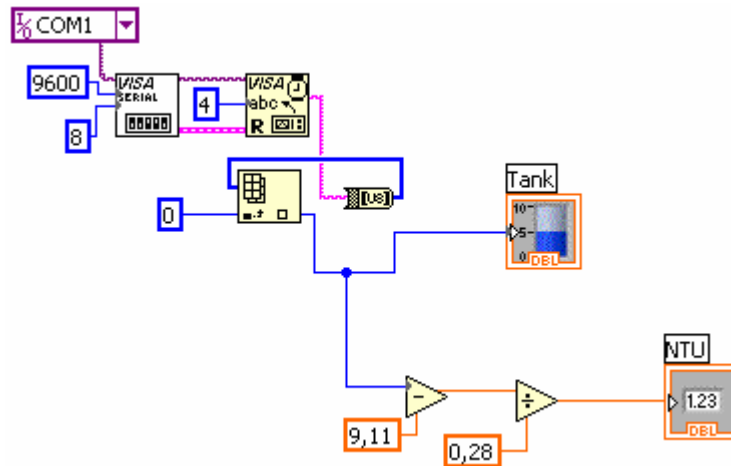 I/O COM1
9600
VISA
SERIAL
8
4
VISA
abc
R
0
[U8]
Tank
10
5
0
DBL
NTU
1.23
DBL
-
9,11
÷
0,28